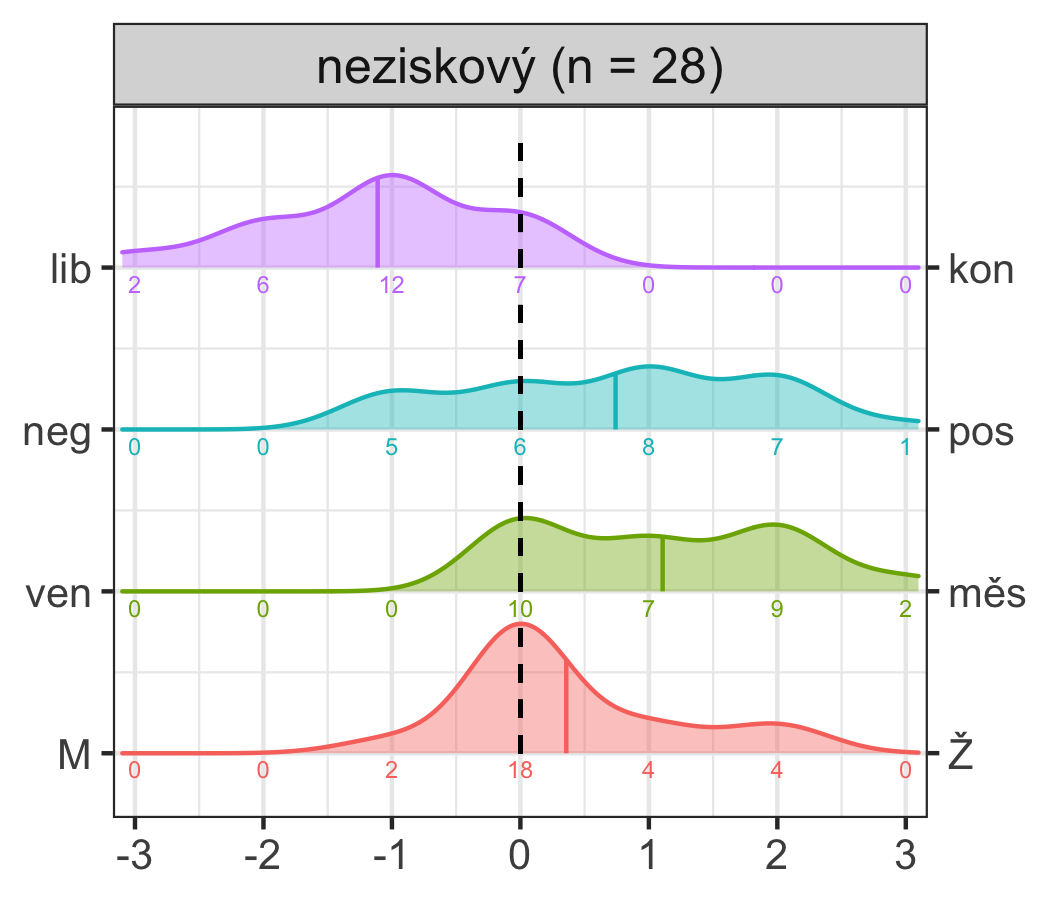 neziskový (n = 28)
lib kon
2 6 12 7 0 0 0
neg pos
0 0 5 6 8 7 1
ven měs
0 0 0 10 7 9 2
M Ž
0 0 2 18 4 4 0
-3 -2 -1 0 1 2 3